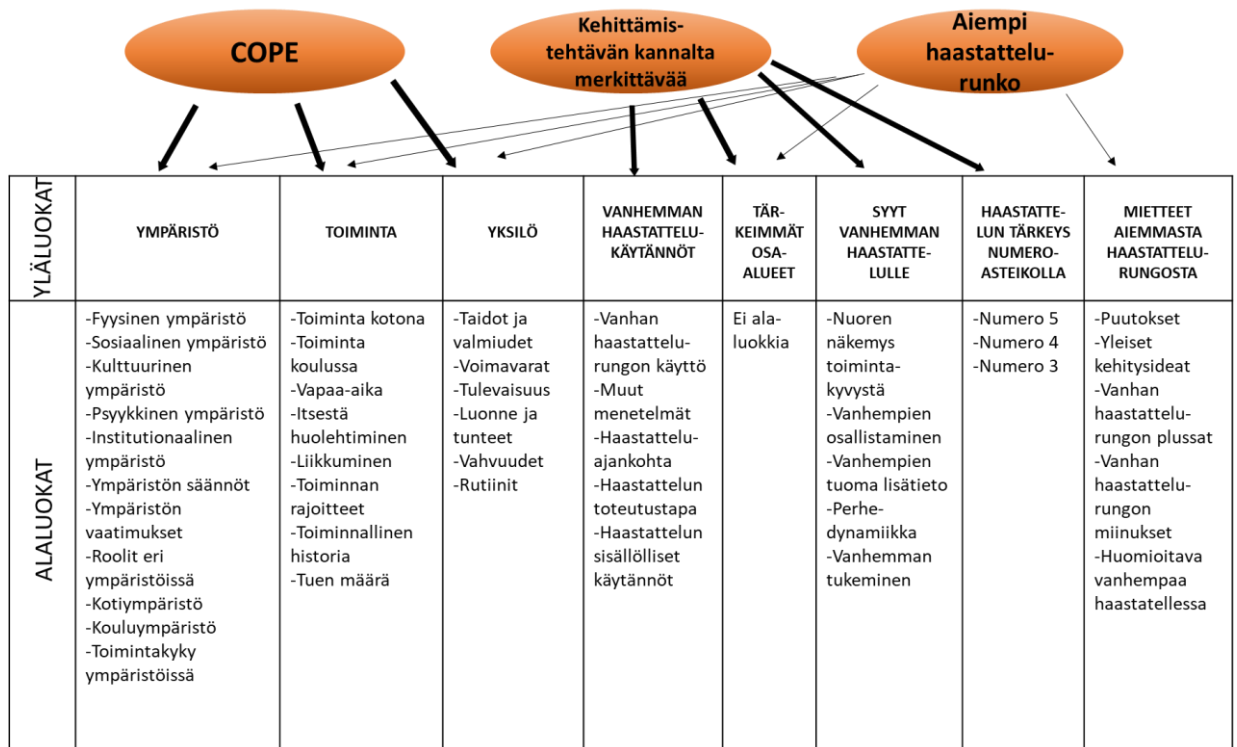 COPE
Kehittämis-
tehtävän kannalta
merkittävää
Aiempi
haastattelu-
runko
YLÄLUOKAT
YMPÄRISTÖ
TOIMINTA
YKSILÖ
VANHEMMAN
HAASTATTELU-
KÄYTÄNNÖT
TÄR-
KEIMMÄT
OSA-
ALUEET
SYYT
VANHEMMAN
HAASTATTE-
LULLE
HAASTATTE-
LUN TÄRKEYS
NUMERO-
ASTEIKOLLA
MIETTEET
AIEMMASTA
HAASTATTELU-
RUNGOSTA
ALALUOKAT
-Fyysinen ympäristö
-Sosiaalinen ympäristö
-Kulttuurinen
ympäristö
-Psyykkinen ympäristö
-Institutionaalinen
ympäristö
-Ympäristön säännöt
-Ympäristön
vaatimukset
-Roolit eri
ympäristöissä
-Kotiympäristö
-Kouluympäristö
-Toimintakyky
ympäristöissä
-Toiminta kotona
-Toiminta
koulussa
-Vapaa-aika
-Itsestä
huolehtiminen
-Liikkuminen
-Toiminnan
rajoitteet
-Toiminnallinen
historia
-Tuen määrä
-Taidot ja
valmiudet
-Voimavarat
-Tulevaisuus
-Luonne ja
tunteet
-Vahvuudet
-Rutiinit
-Vanhan
haastattelu-
rungon käyttö
-Muut
menetelmät
-Haastattelu-
ajankohta
-Haastattelun
toteutustapa
-Haastattelun
sisällölliset
käytännöt
Ei ala-
luokkia
-Nuoren
näkemys
toiminta-
kyvystä
-Vanhempien
osallistaminen
-Vanhempien
tuoma lisätieto
-Perhe-
dynamiikka
-Vanhemman
tukeminen
-Numero 5
-Numero 4
-Numero 3
-Puutokset
-Yleiset
kehitysideat
-Vanhan
haastattelu-
rungon plussat
-Vanhan
haastattelu-
rungon
miinukset
-Huomioitava
vanhempaa
haastatellessa